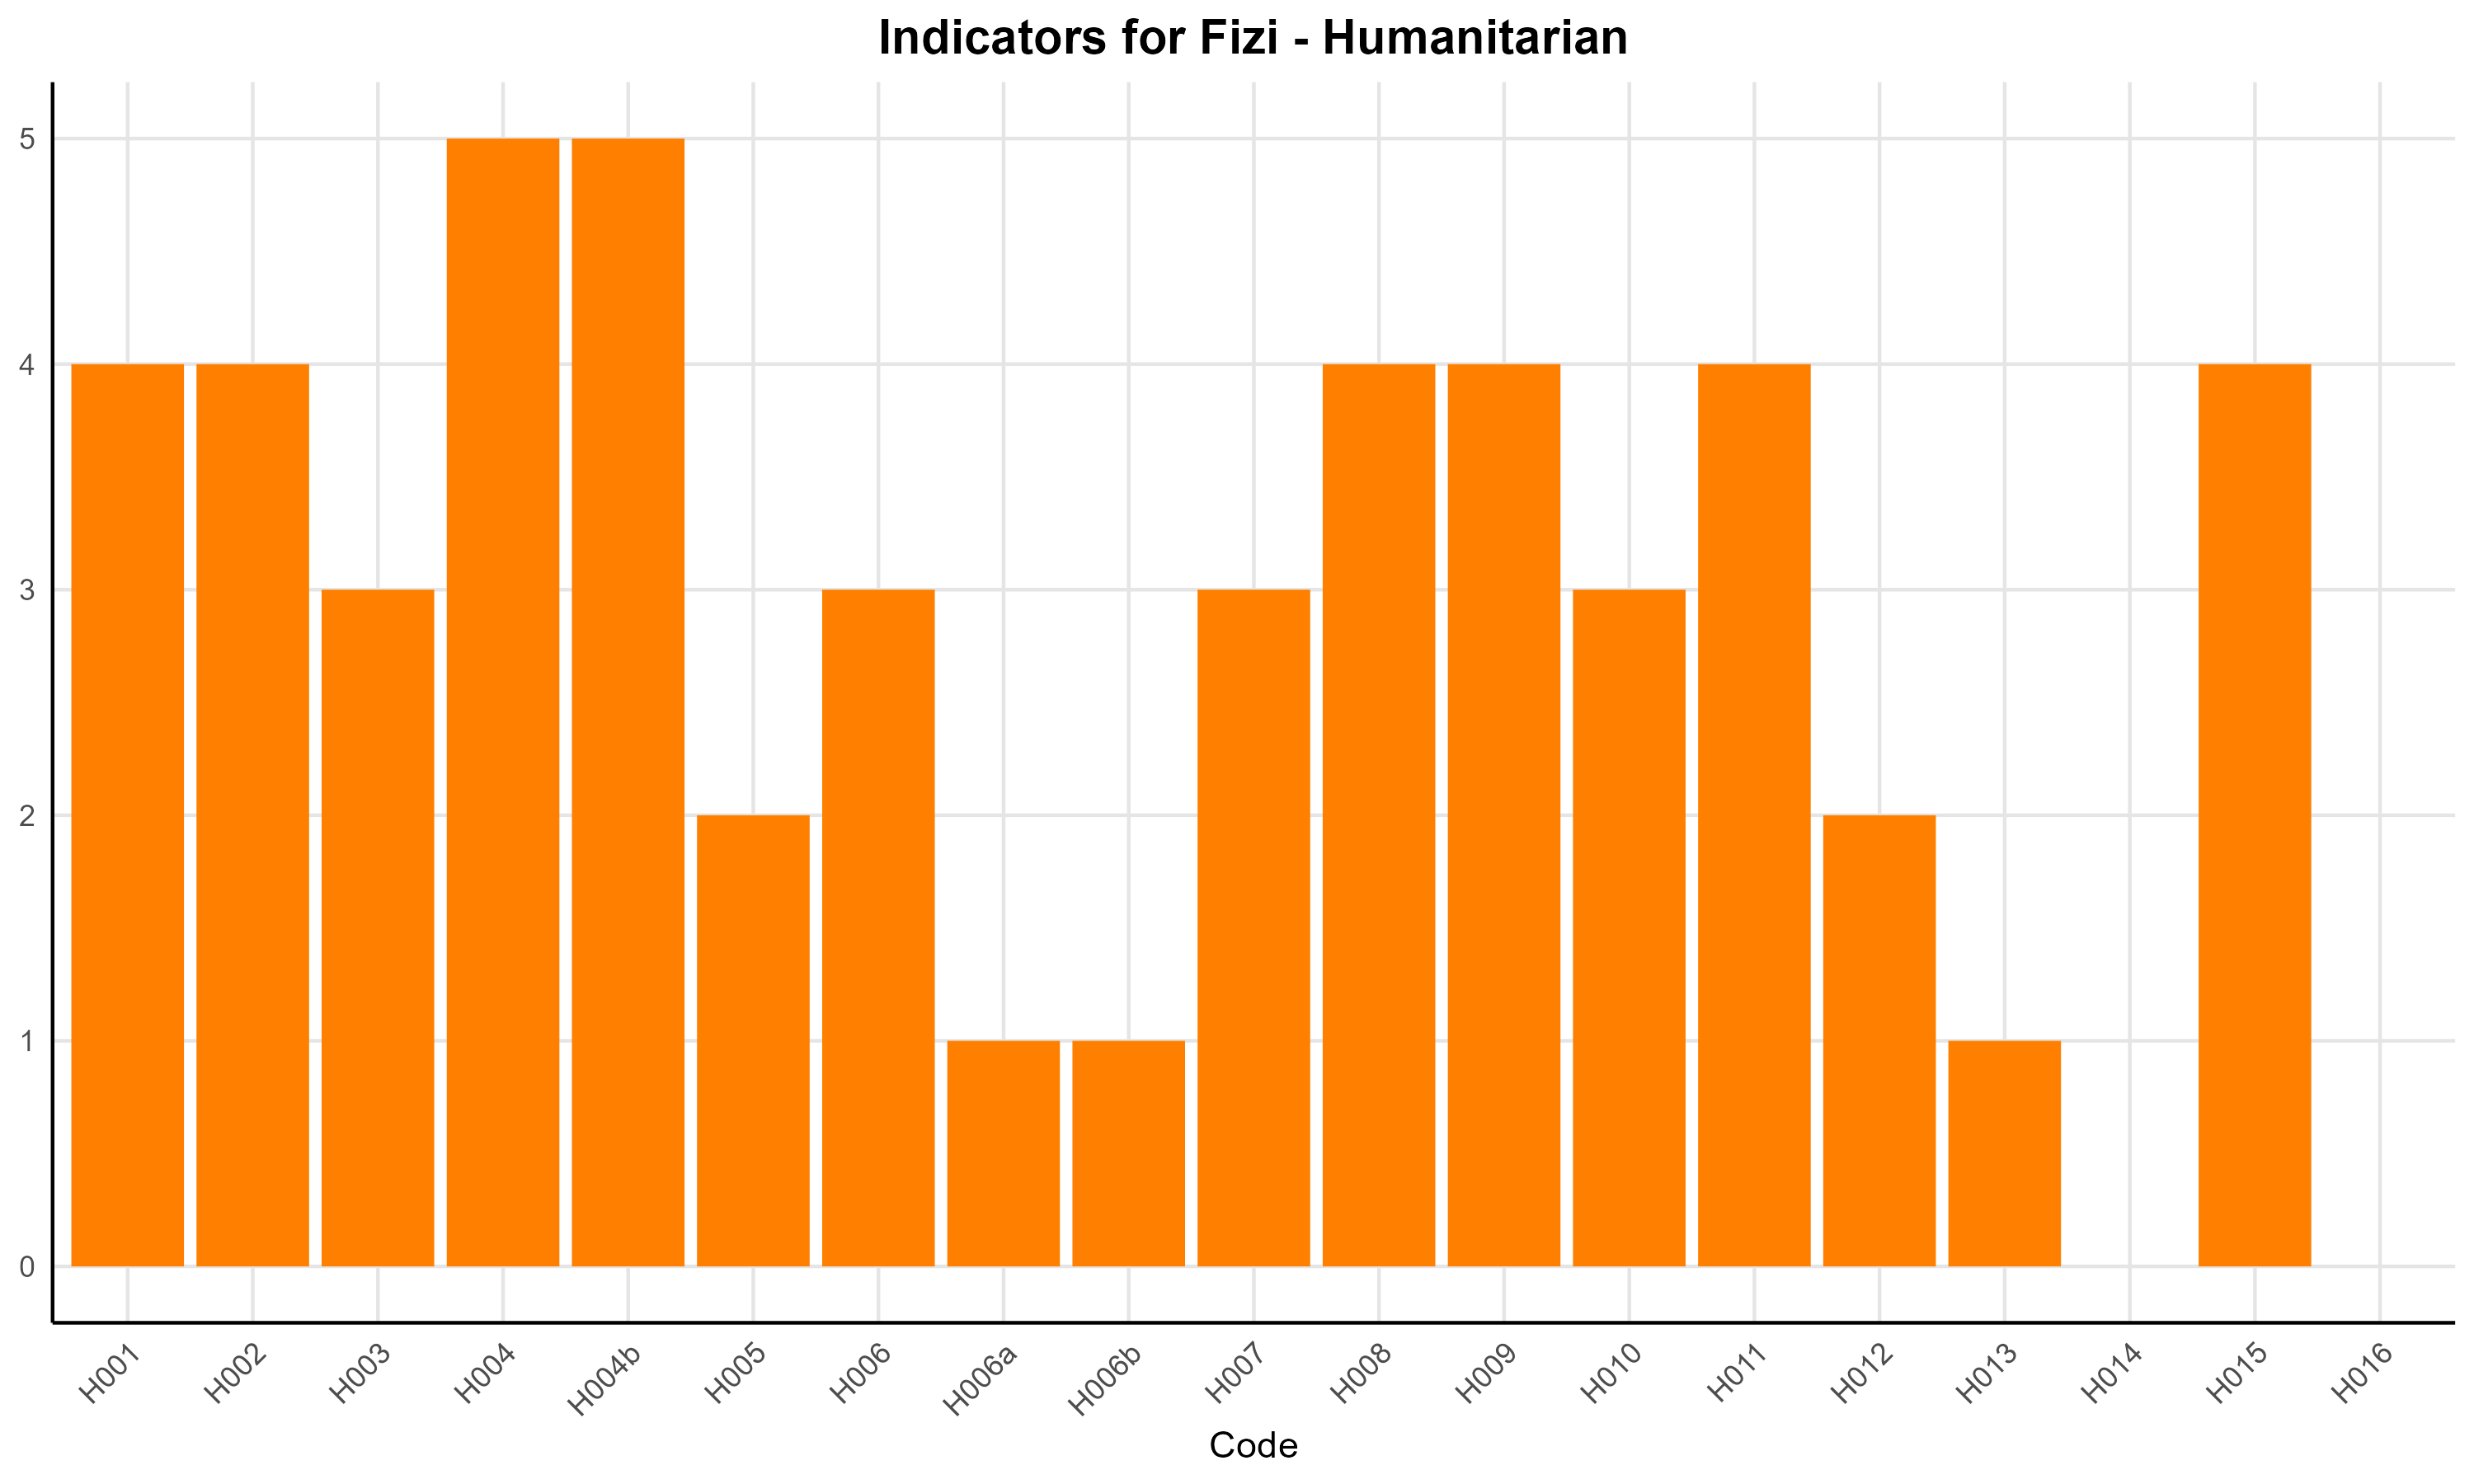 Indicators for Fizi - Humanitarian
5
4
3
2
1
0
H001
H002
H003
H004
H004b
H005
H006
H006a
H006b
H007
H008
H009
H010
H011
H012
H013
H014
H015
H016
Code